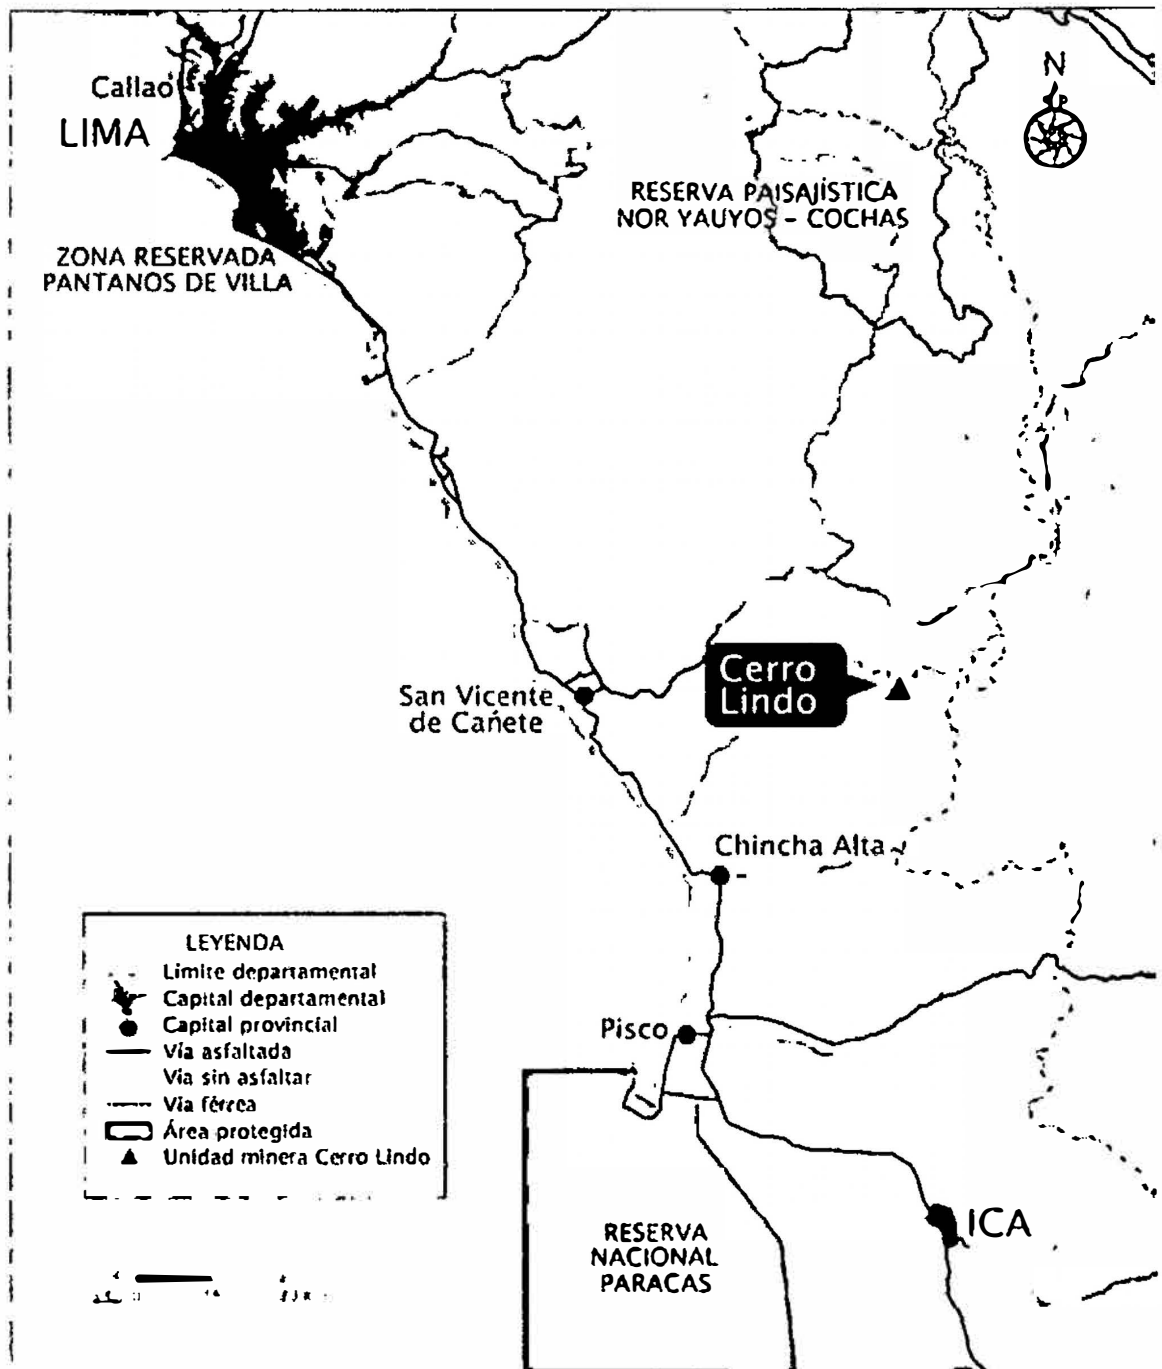 N
Callao
LIMA
RESERVA PAISAJÍSTICA
NOR YAUYOS - COCHAS
ZONA RESERVADA
PANTANOS DE VILLA
Cerro
Lindo
San Vicente
de Cañete
Chincha Alta
LEYENDA
Límite departamental
Capital departamental
Capital provincial
Vía asfaltada
Vía sin asfaltar
Vía férrea
Área protegida
Unidad minera Cerro Lindo
Pisco
ICA
RESERVA
NACIONAL
PARACAS